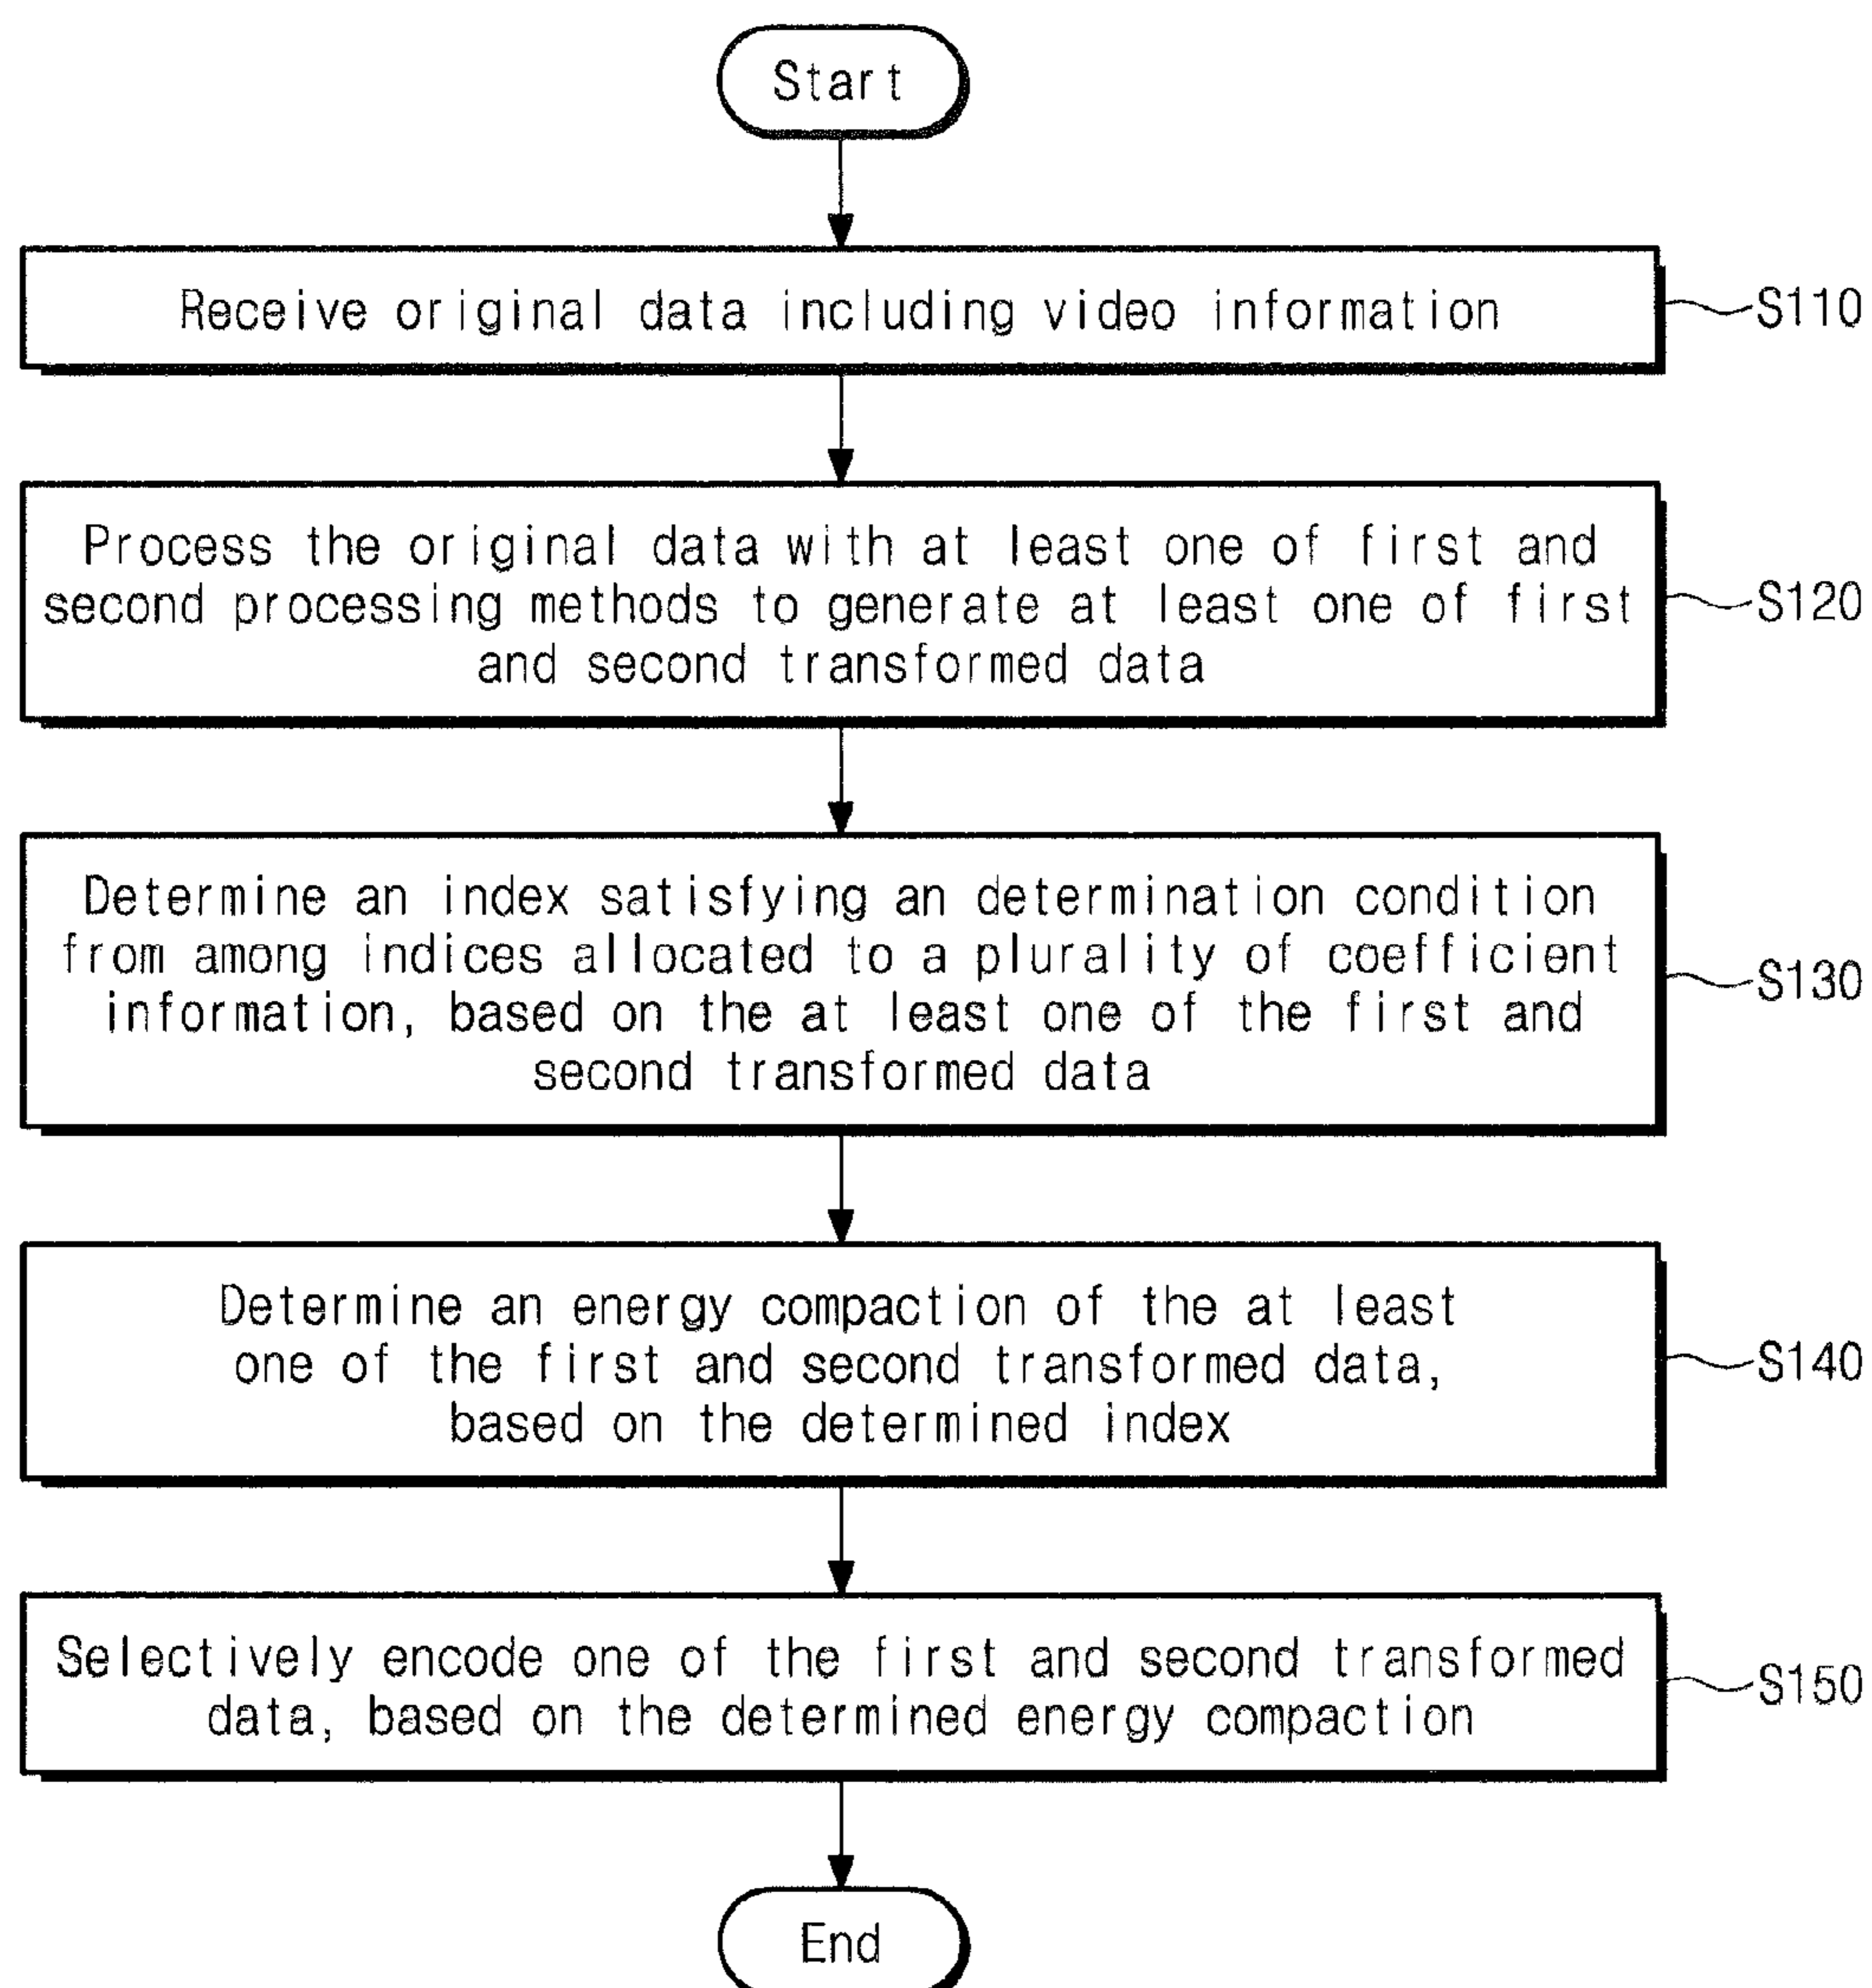 Start
Receive original data including video information
S110
Process the original data with at least one of first and
second processing methods to generate at least one of first
and second transformed data
S120
Determine an index satisfying an determination condition
from among indices allocated to a plurality of coefficient
information, based on the at least one of the first and
second transformed data
S130
Determine an energy compaction of the at least
one of the first and second transformed data,
based on the determined index
S140
Selectively encode one of the first and second transformed
data, based on the determined energy compaction
S150
End